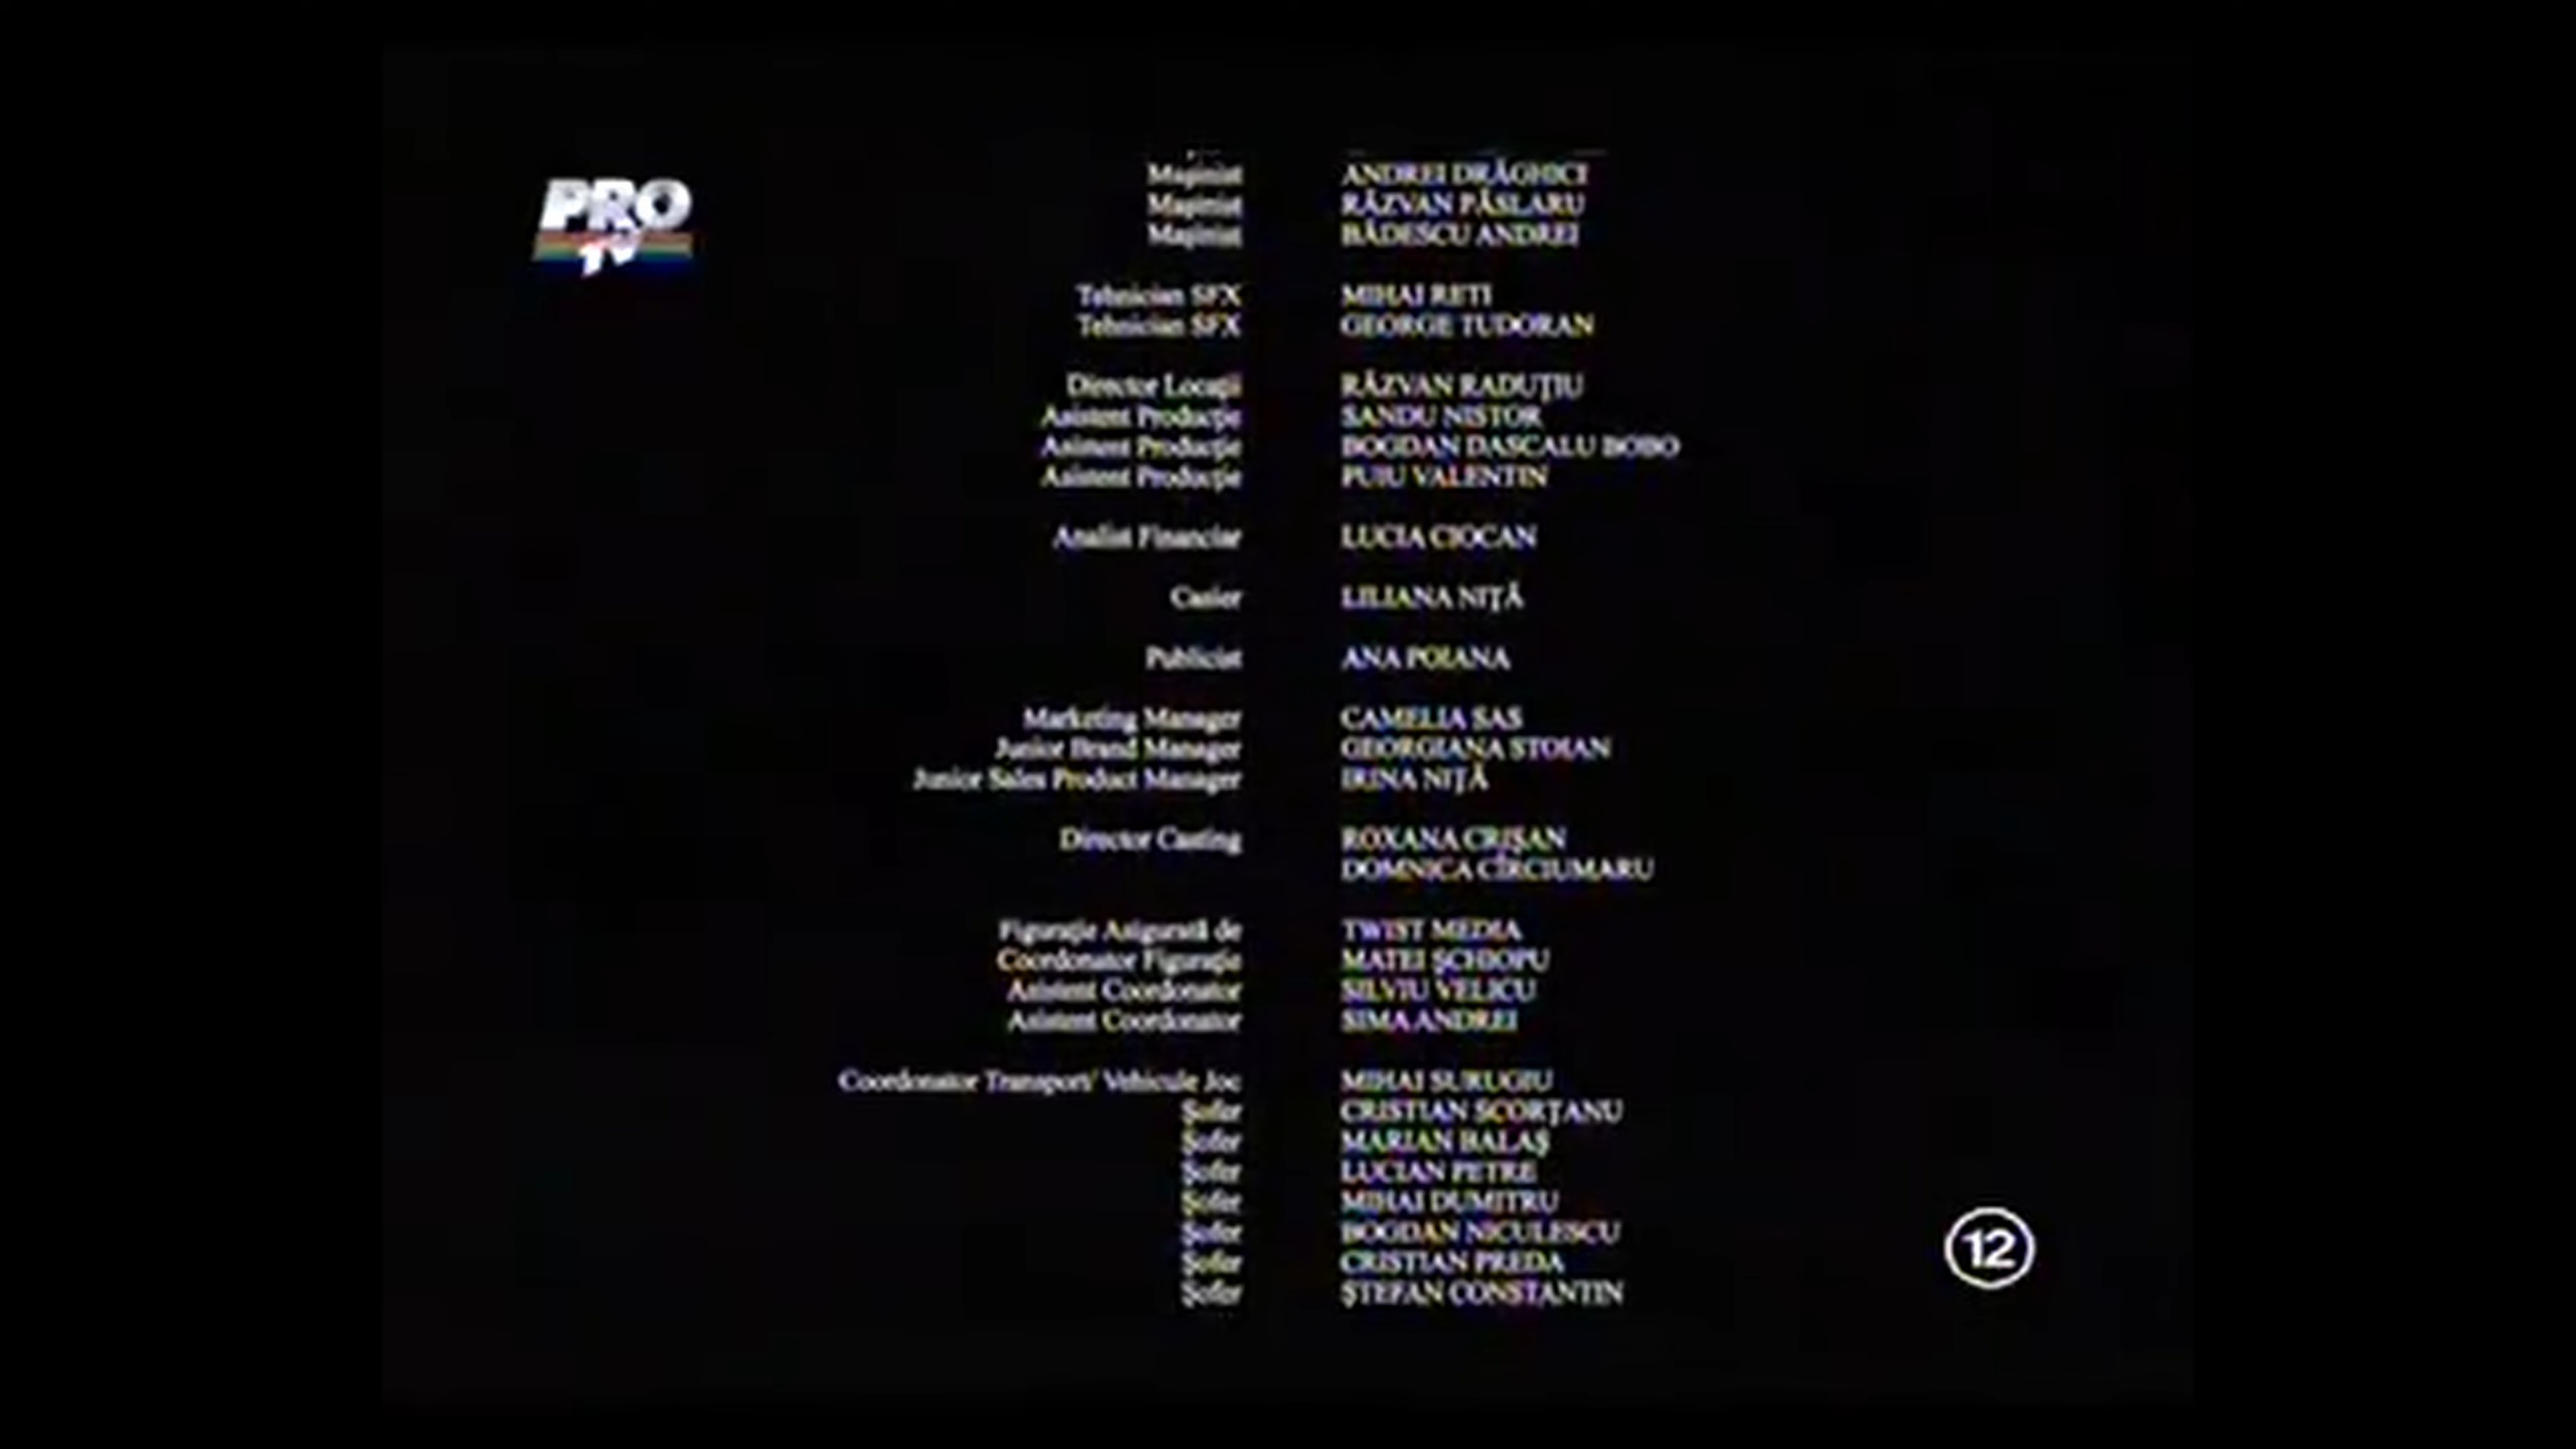 PRO
TV
Maşinist ANDREI DRĂGHICI
Maşinist RĂZVAN PÂSLARU
Maşinist BĂDESCU ANDREI
Tehnician SFX MIHAI RETI
Tehnician SFX GEORGE TUDORAN
Director Locaţii RĂZVAN RADUŢIU
Asistent Producţie SANDU NISTOR
Asistent Producţie BOGDAN DASCALU BOBO
Asistent Producţie PUIU VALENTIN
Analist Financiar LUCIA CIOCAN
Casier LILIANA NIŢĂ
Publicist ANA POIANA
Marketing Manager CAMELIA SAS
Junior Brand Manager GEORGIANA STOIAN
Junior Sales Product Manager IRINA NIŢĂ
Director Casting ROXANA CRIŞAN
DOMNICA CÎRCIUMARU
Figuraţie Asigurată de TWIST MEDIA
Coordonator Figuraţie MATEI ŞCHIOPU
Asistent Coordonator SILVIU VELICU
Asistent Coordonator SIMA ANDREI
Coordonator Transport/ Vehicule Joc MIHAI SURUGIU
Şofer CRISTIAN SCORŢANU
Şofer MARIAN BALAŞ
Şofer LUCIAN PETRE
Şofer MIHAI DUMITRU
Şofer BOGDAN NICULESCU
Şofer CRISTIAN PREDA
Şofer ŞTEFAN CONSTANTIN
12